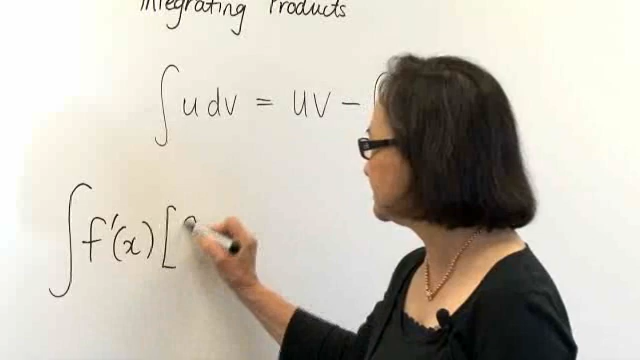 Integrating Products
∫ u dv = uv − ∫
∫ f'(x) [